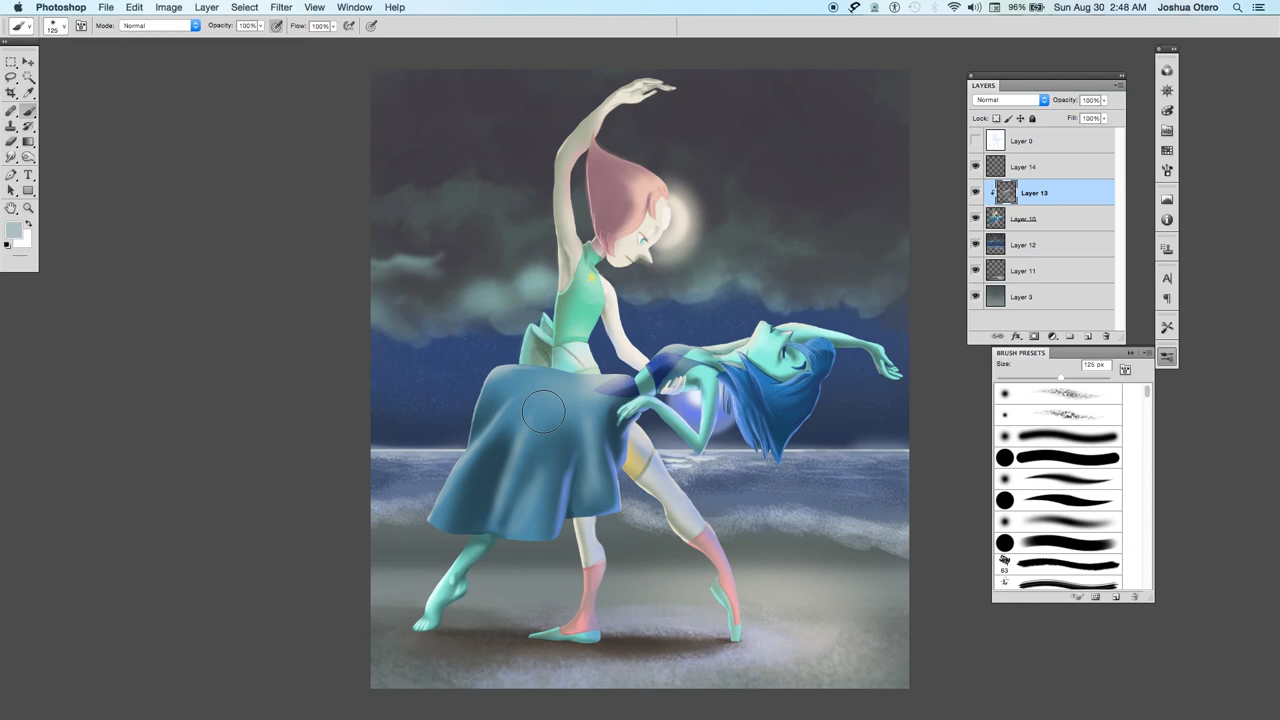 Photoshop File Edit Image Layer Select Filter View Window Help 96% Sun Aug 30 2:48 AM Joshua Otero
125 Mode: Normal Opacity: 100% Flow: 100%
LAYERS
Normal Opacity: 100%
Lock: Fill: 100%
Layer 0
Layer 14
Layer 13
Layer 10
Layer 12
Layer 11
Layer 3
BRUSH PRESETS
Size: 125 px
63